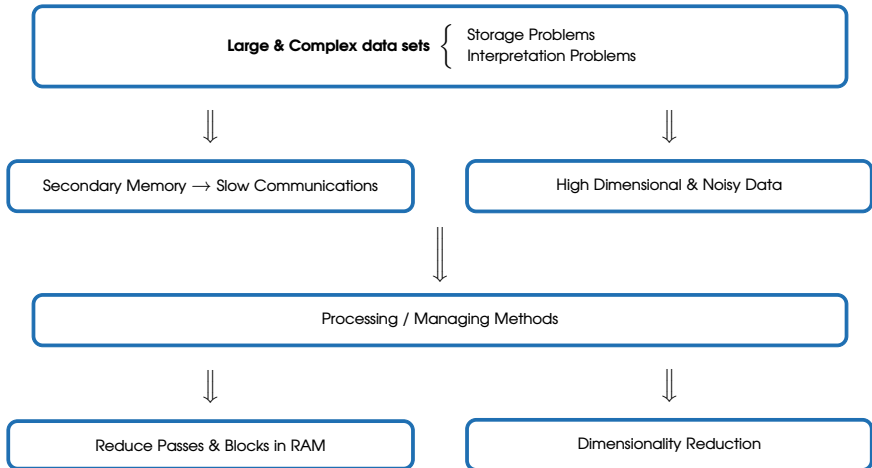 Large & Complex data sets { Storage Problems
Interpretation Problems
⇓ ⇓
Secondary Memory → Slow Communications
High Dimensional & Noisy Data
⇓
Processing / Managing Methods
⇓ ⇓
Reduce Passes & Blocks in RAM
Dimensionality Reduction